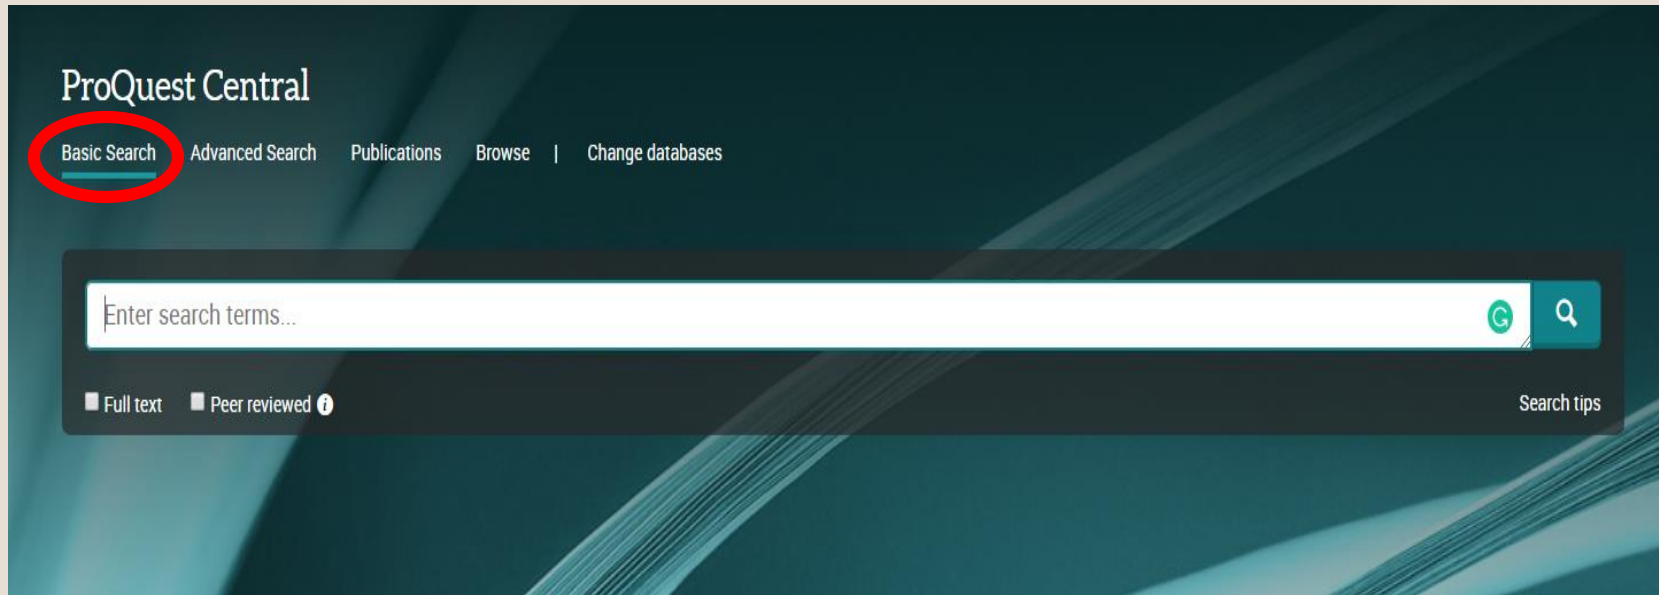 ProQuest Central
Basic Search Advanced Search Publications Browse | Change databases
Enter search terms...
Full text Peer reviewed i
Search tips